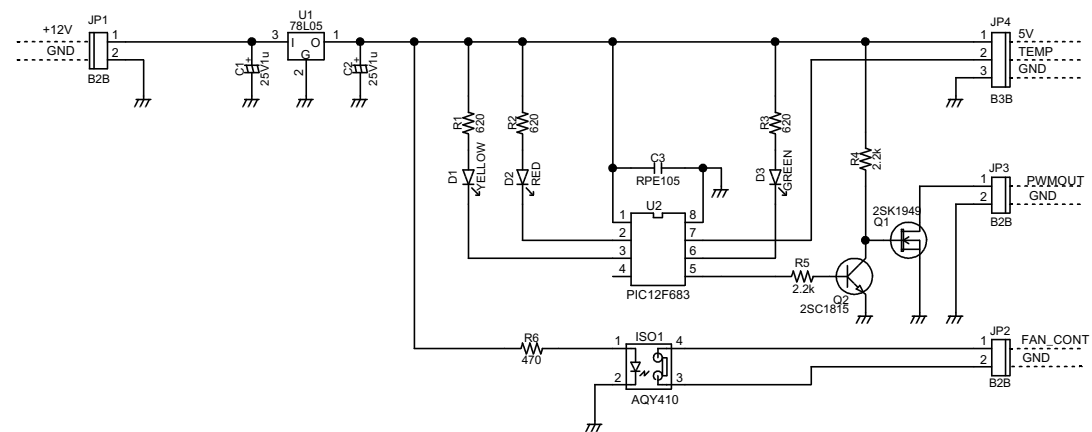 JP1
+12V
1
GND
2
B2B
U1
78L05
3
I
O
1
G
2
C1
+
25V1u
C2
+
25V1u
JP4
1
5V
2
TEMP
3
GND
B3B
R1
620
R2
620
R3
620
R4
2.2k
D1
YELLOW
D2
RED
D3
GREEN
C3
RPE105
U2
1
8
2
7
3
6
4
5
PIC12F683
JP3
1
PWMOUT
2
GND
B2B
2SK1949
Q1
R5
2.2k
Q2
2SC1815
R6
470
ISO1
1
4
2
3
AQY410
JP2
1
FAN_CONT
2
GND
B2B